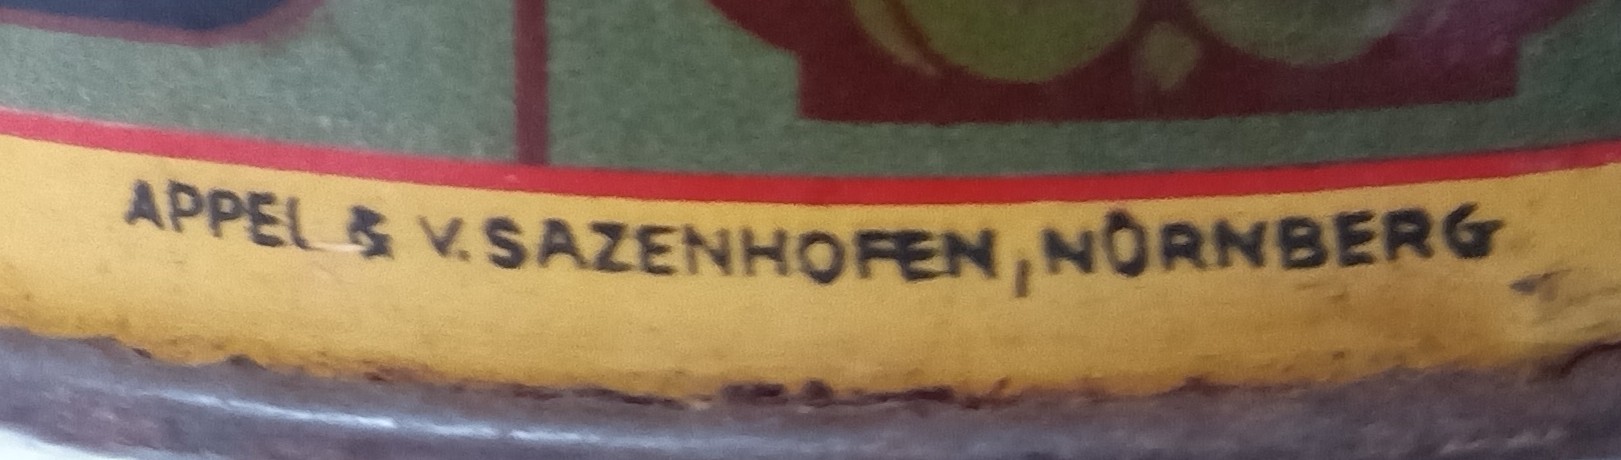 APPEL & V. SAZENHOFEN, NÜRNBERG